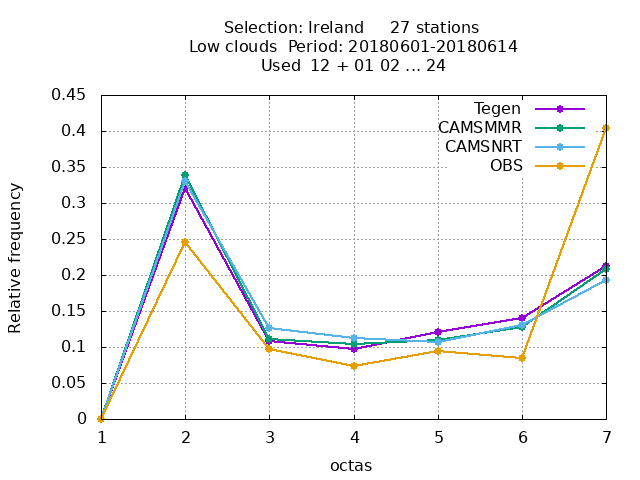 Selection: Ireland 27 stations
Low clouds Period: 20180601-20180614
Used 12 + 01 02 ... 24
Tegen
CAMSMMR
CAMSNRT
OBS
Relative frequency
0.45
0.4
0.35
0.3
0.25
0.2
0.15
0.1
0.05
0
1 2 3 4 5 6 7
octas